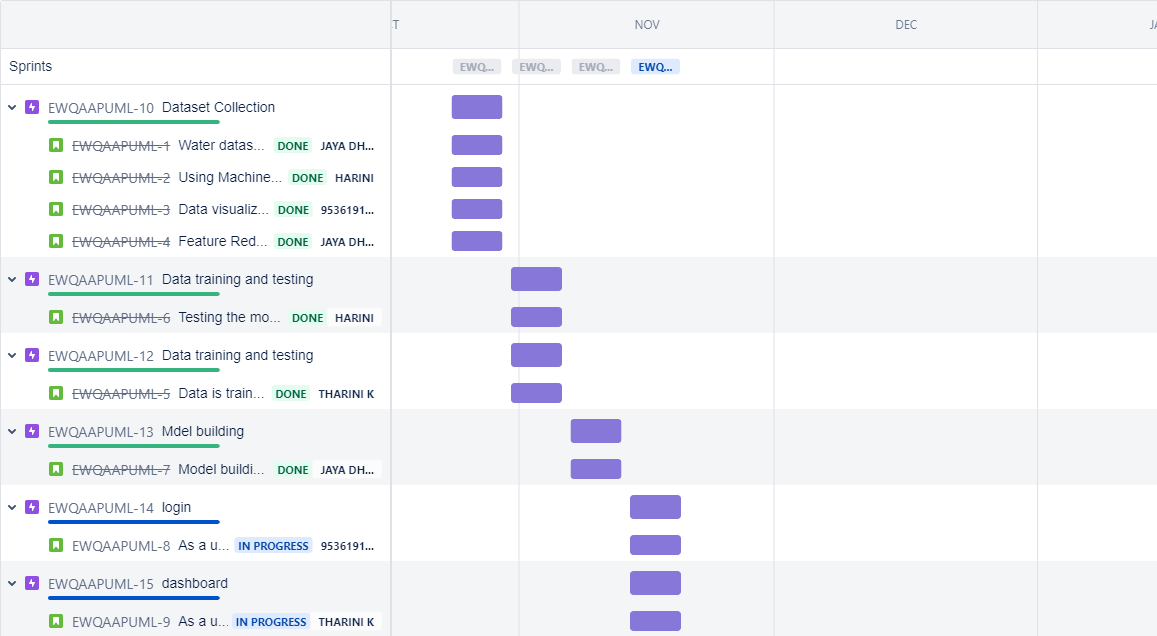 T NOV DEC JA
Sprints EWQ... EWQ... EWQ... EWQ...
EWQAAPUML-10 Dataset Collection
EWQAAPUML-1 Water datas... DONE JAYA DH...
EWQAAPUML-2 Using Machine... DONE HARINI
EWQAAPUML-3 Data visualiz... DONE 9536191...
EWQAAPUML-4 Feature Red... DONE JAYA DH...
EWQAAPUML-11 Data training and testing
EWQAAPUML-6 Testing the mo... DONE HARINI
EWQAAPUML-12 Data training and testing
EWQAAPUML-5 Data is train... DONE THARINI K
EWQAAPUML-13 Mdel building
EWQAAPUML-7 Model buildi... DONE JAYA DH...
EWQAAPUML-14 login
EWQAAPUML-8 As a u... IN PROGRESS 9536191...
EWQAAPUML-15 dashboard
EWQAAPUML-9 As a u... IN PROGRESS THARINI K